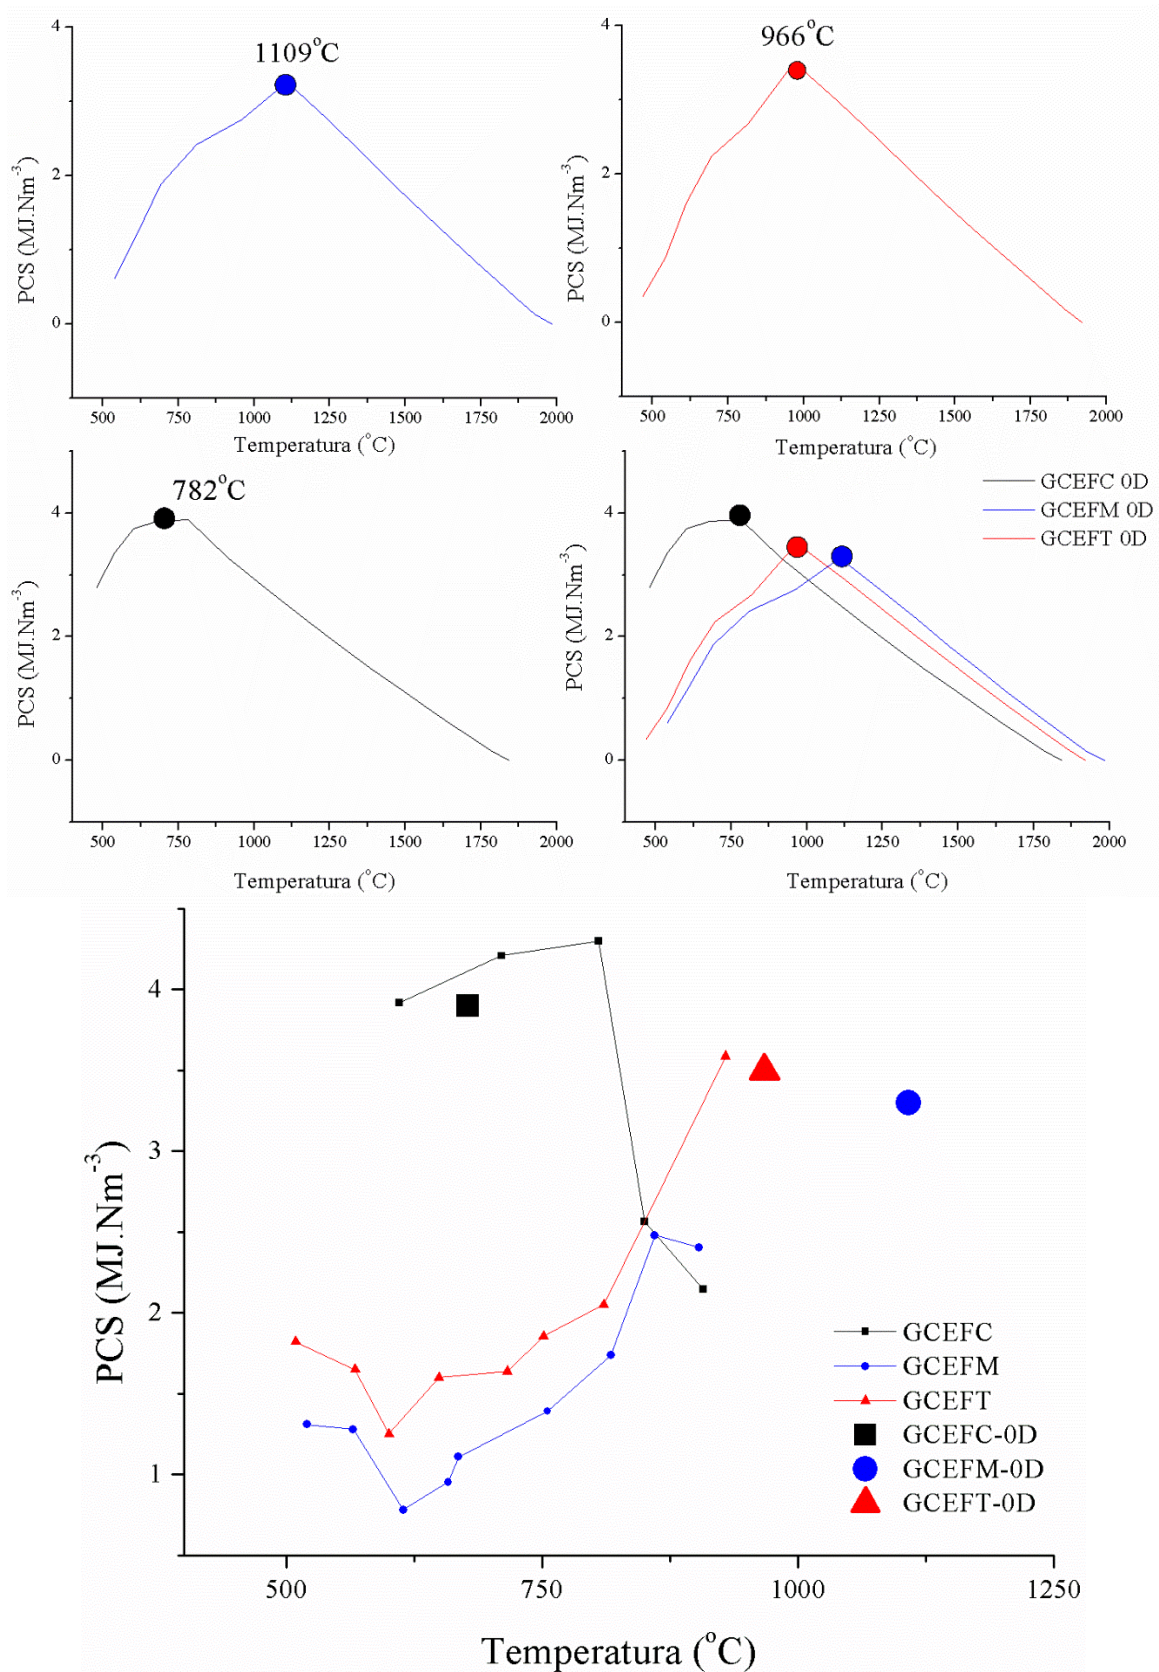 1109°C
4
2
0
PCS (MJ.Nm⁻³)
500 750 1000 1250 1500 1750 2000
Temperatura (°C)
966°C
4
2
0
PCS (MJ.Nm⁻³)
500 750 1000 1250 1500 1750 2000
Temperatura (°C)
782°C
4
2
0
PCS (MJ.Nm⁻³)
500 750 1000 1250 1500 1750 2000
Temperatura (°C)
GCEFC 0D
GCEFM 0D
GCEFT 0D
4
2
0
PCS (MJ.Nm⁻³)
500 750 1000 1250 1500 1750 2000
Temperatura (°C)
4
3
2
1
PCS (MJ.Nm⁻³)
GCEFC
GCEFM
GCEFT
GCEFC-0D
GCEFM-0D
GCEFT-0D
500 750 1000 1250
Temperatura (°C)